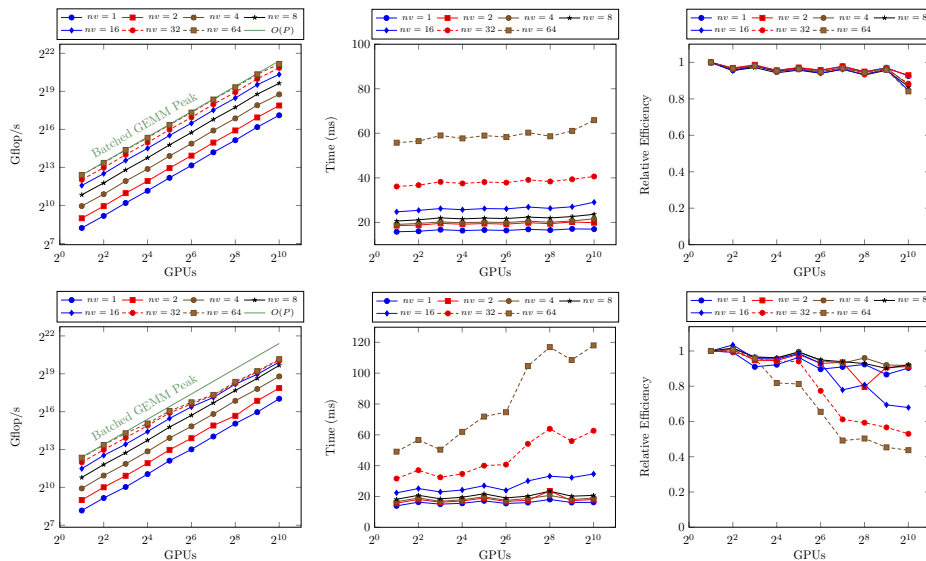 nv = 1 nv = 2 nv = 4 nv = 8
nv = 16 nv = 32 nv = 64 O(P)
2^22
2^19
2^16
2^13
2^10
2^7
Gflop/s
Batched GEMM Peak
2^0 2^2 2^4 2^6 2^8 2^10
GPUs
nv = 1 nv = 2 nv = 4 nv = 8
nv = 16 nv = 32 nv = 64
100
80
60
40
20
0
Time (ms)
2^0 2^2 2^4 2^6 2^8 2^10
GPUs
nv = 1 nv = 2 nv = 4 nv = 8
nv = 16 nv = 32 nv = 64
1
0.8
0.6
0.4
0.2
0
Relative Efficiency
2^0 2^2 2^4 2^6 2^8 2^10
GPUs
nv = 1 nv = 2 nv = 4 nv = 8
nv = 16 nv = 32 nv = 64 O(P)
2^22
2^19
2^16
2^13
2^10
2^7
Gflop/s
Batched GEMM Peak
2^0 2^2 2^4 2^6 2^8 2^10
GPUs
nv = 1 nv = 2 nv = 4 nv = 8
nv = 16 nv = 32 nv = 64
120
100
80
60
40
20
0
Time (ms)
2^0 2^2 2^4 2^6 2^8 2^10
GPUs
nv = 1 nv = 2 nv = 4 nv = 8
nv = 16 nv = 32 nv = 64
1
0.8
0.6
0.4
0.2
0
Relative Efficiency
2^0 2^2 2^4 2^6 2^8 2^10
GPUs